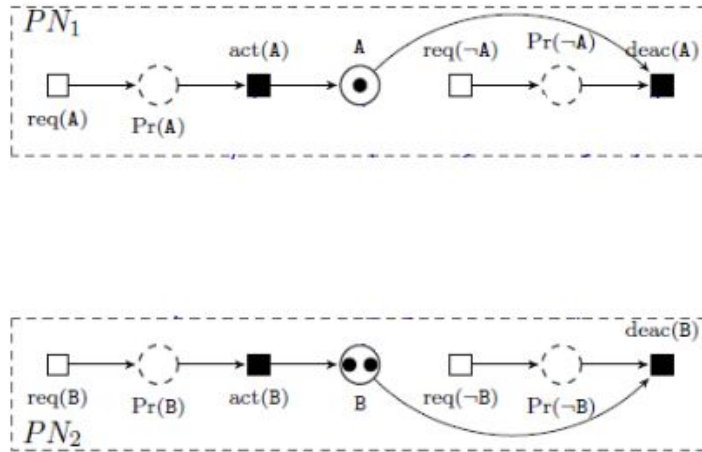 PN₁
act(A) A req(¬A) Pr(¬A) deac(A)
req(A) Pr(A)
deac(B)
req(B) Pr(B) act(B) B req(¬B) Pr(¬B)
PN₂